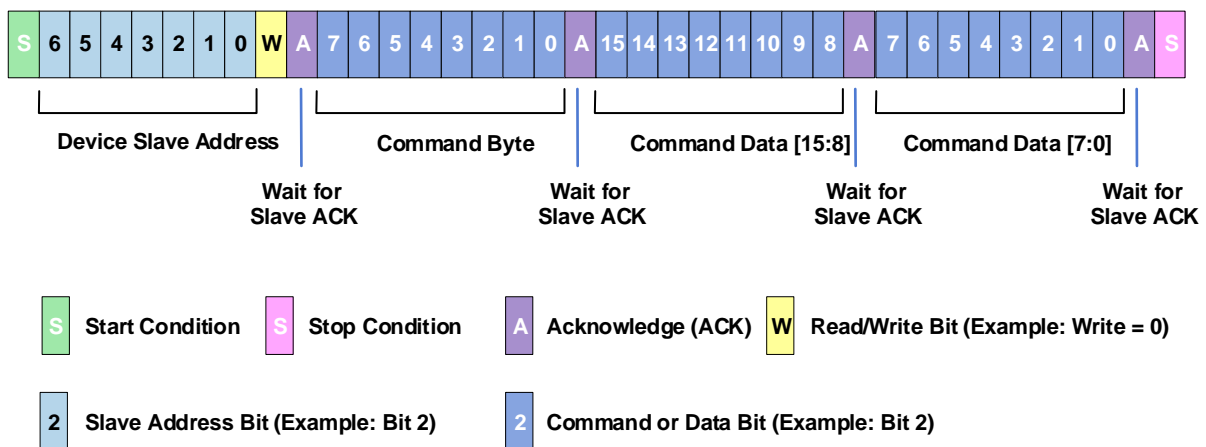 S 6 5 4 3 2 1 0 W A 7 6 5 4 3 2 1 0 A 15 14 13 12 11 10 9 8 A 7 6 5 4 3 2 1 0 A S
Device Slave Address Command Byte Command Data [15:8] Command Data [7:0]
Wait for Wait for Wait for Wait for
Slave ACK Slave ACK Slave ACK Slave ACK
S Start Condition S Stop Condition A Acknowledge (ACK) W Read/Write Bit (Example: Write = 0)
2 Slave Address Bit (Example: Bit 2) 2 Command or Data Bit (Example: Bit 2)